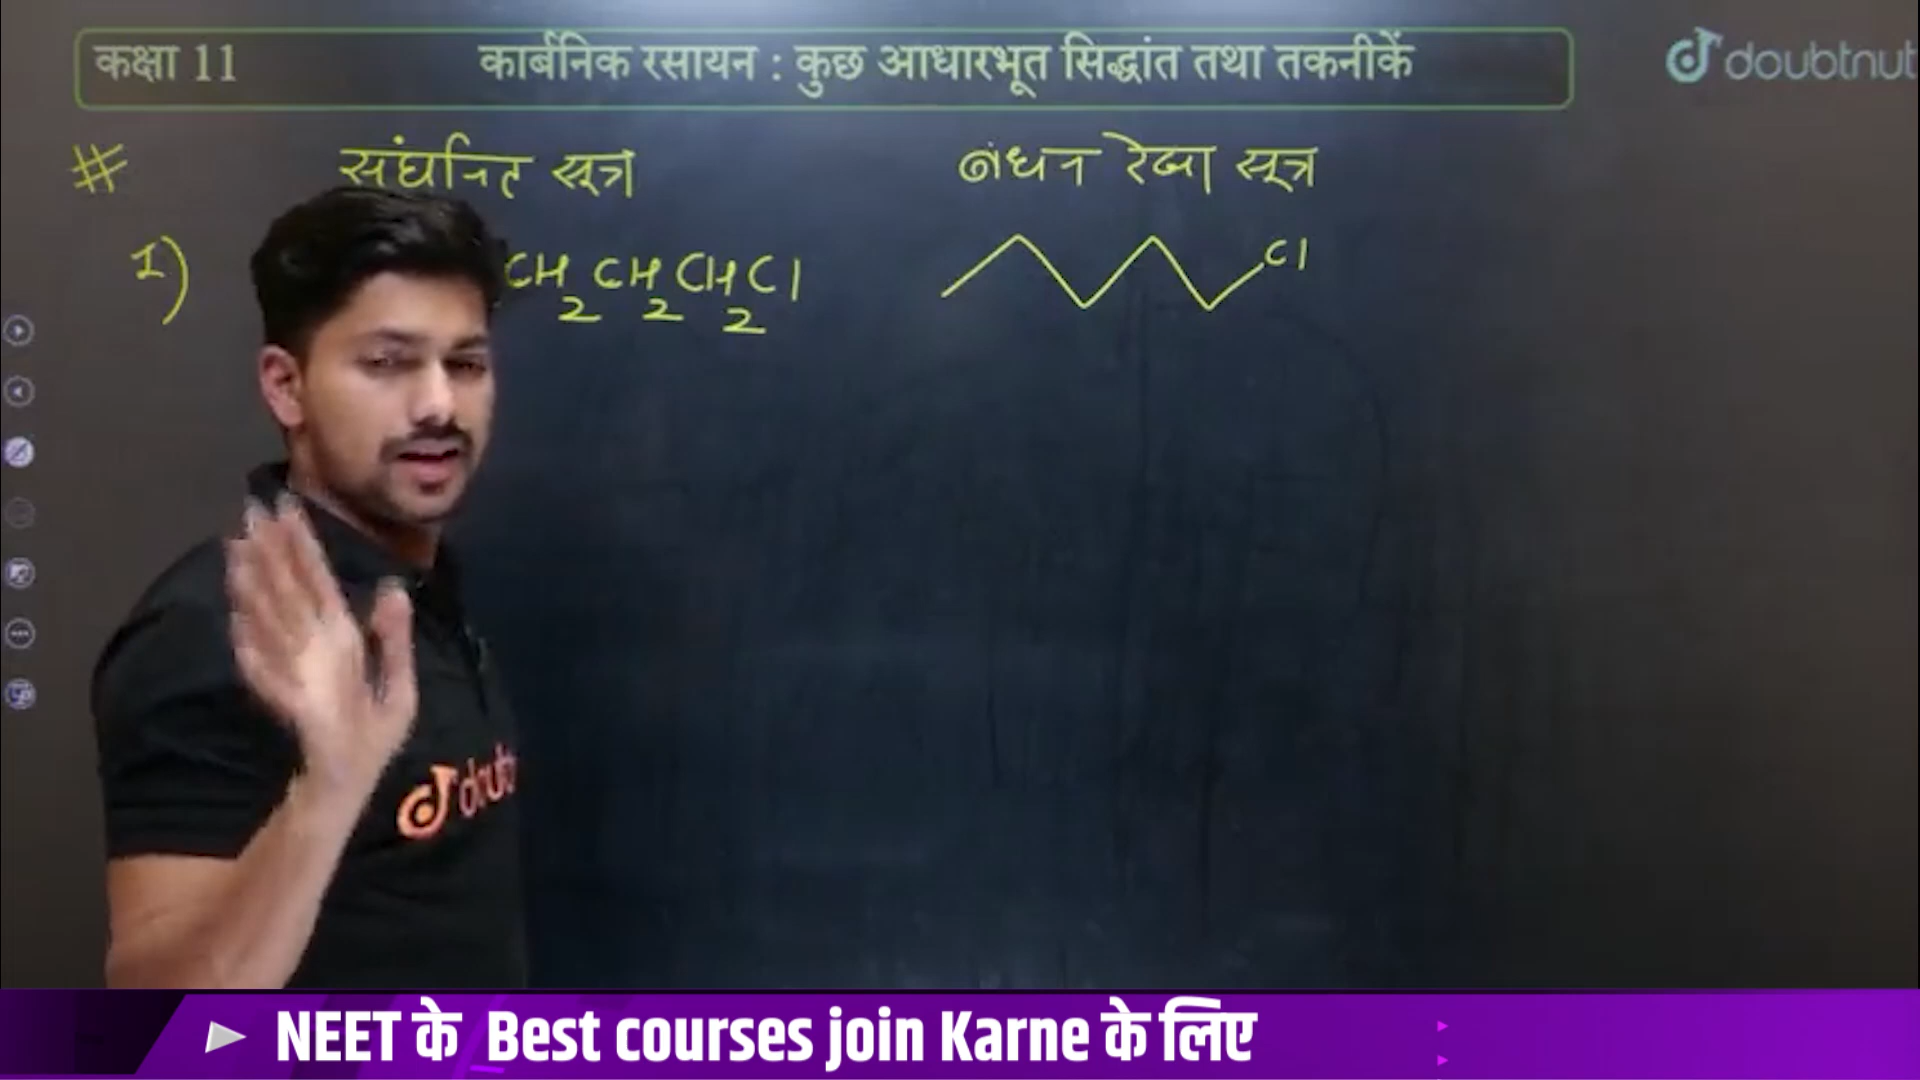 कक्षा 11 कार्बनिक रसायन : कुछ आधारभूत सिद्धांत तथा तकनीकें doubtnut
# संघनित सूत्र बंधन रेखा सूत्र
1) CH2CH2CH2Cl Cl
NEET के Best courses join Karne के लिए